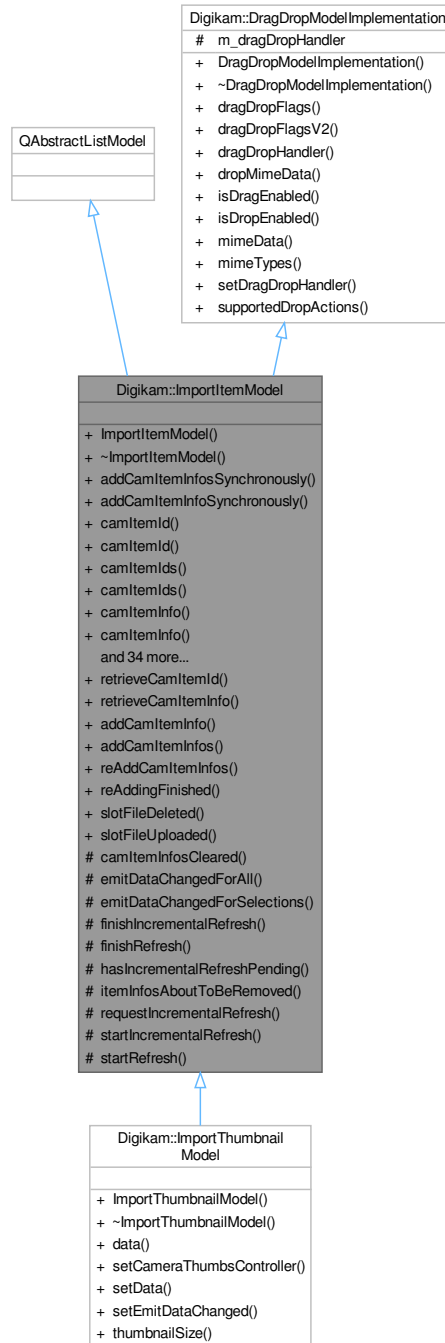 Digikam::DragDropModelImplementation
# m_dragDropHandler
+ DragDropModelImplementation()
+ ~DragDropModelImplementation()
+ dragDropFlags()
+ dragDropFlagsV2()
+ dragDropHandler()
+ dropMimeData()
+ isDragEnabled()
+ isDropEnabled()
+ mimeData()
+ mimeTypes()
+ setDragDropHandler()
+ supportedDropActions()
QAbstractListModel
Digikam::ImportItemModel
+ ImportItemModel()
+ ~ImportItemModel()
+ addCamItemInfosSynchronously()
+ addCamItemInfoSynchronously()
+ camItemId()
+ camItemId()
+ camItemIds()
+ camItemIds()
+ camItemInfo()
+ camItemInfo()
and 34 more...
+ retrieveCamItemId()
+ retrieveCamItemInfo()
+ addCamItemInfo()
+ addCamItemInfos()
+ reAddCamItemInfos()
+ reAddingFinished()
+ slotFileDeleted()
+ slotFileUploaded()
# camItemInfosCleared()
# emitDataChangedForAll()
# emitDataChangedForSelections()
# finishIncrementalRefresh()
# finishRefresh()
# hasIncrementalRefreshPending()
# itemInfosAboutToBeRemoved()
# requestIncrementalRefresh()
# startIncrementalRefresh()
# startRefresh()
Digikam::ImportThumbnail
Model
+ ImportThumbnailModel()
+ ~ImportThumbnailModel()
+ data()
+ setCameraThumbsController()
+ setData()
+ setEmitDataChanged()
+ thumbnailSize()